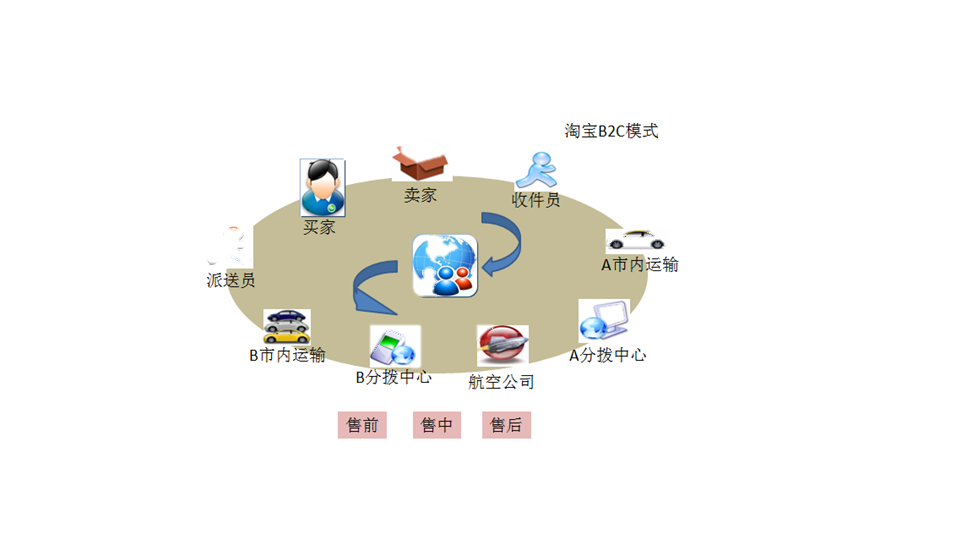 淘宝B2C模式
卖家
收件员
买家
A市内运输
派送员
B市内运输
A分拨中心
B分拨中心
航空公司
售前
售中
售后